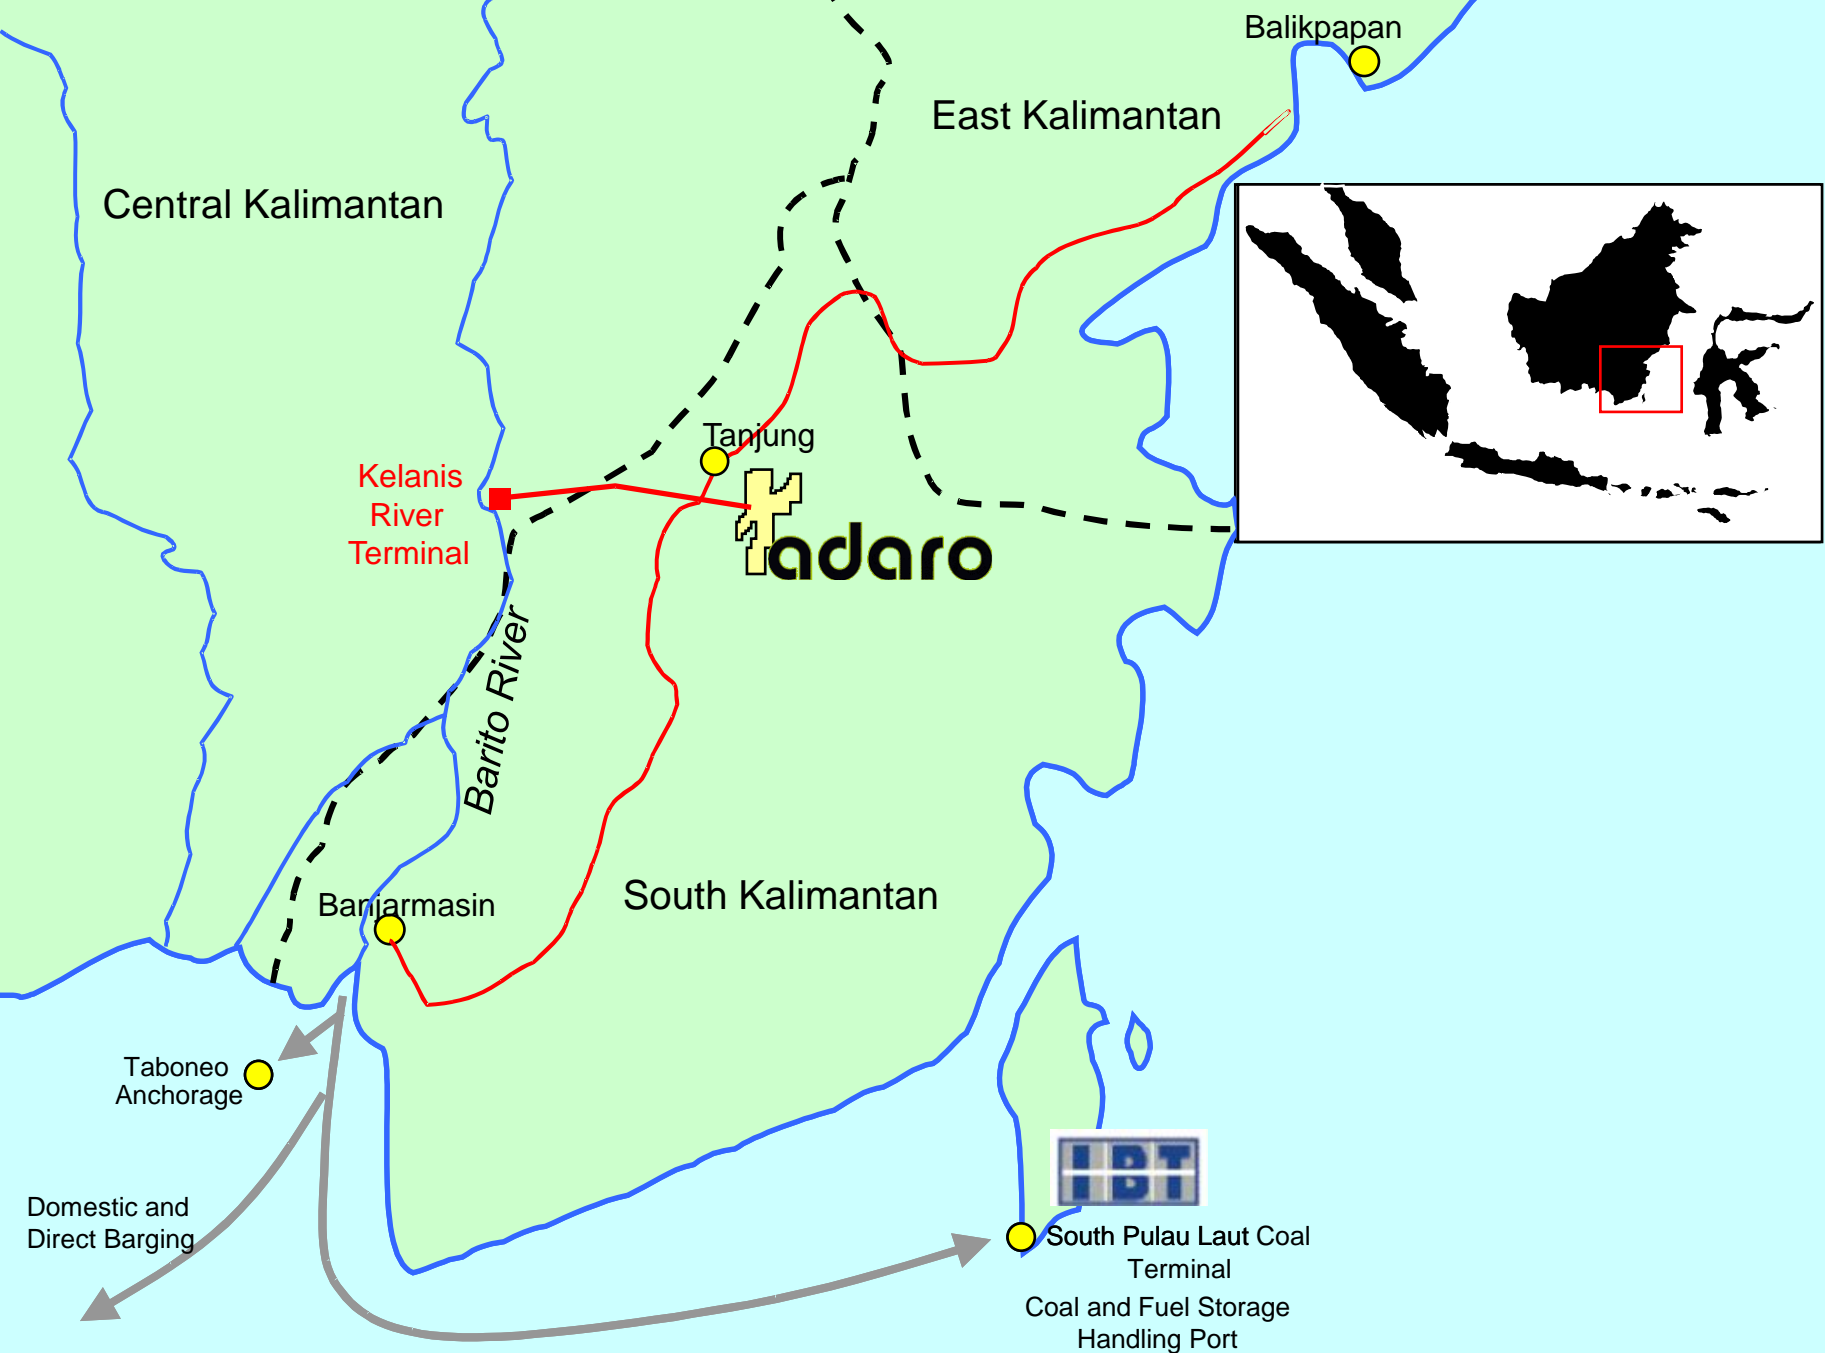 Balikpapan
East Kalimantan
Central Kalimantan
Tanjung
Kelanis
River
Terminal
adaro
Barito River
Banjarmasin
South Kalimantan
Taboneo
Anchorage
IBT
Domestic and
Direct Barging
South Pulau Laut Coal
Terminal
Coal and Fuel Storage
Handling Port